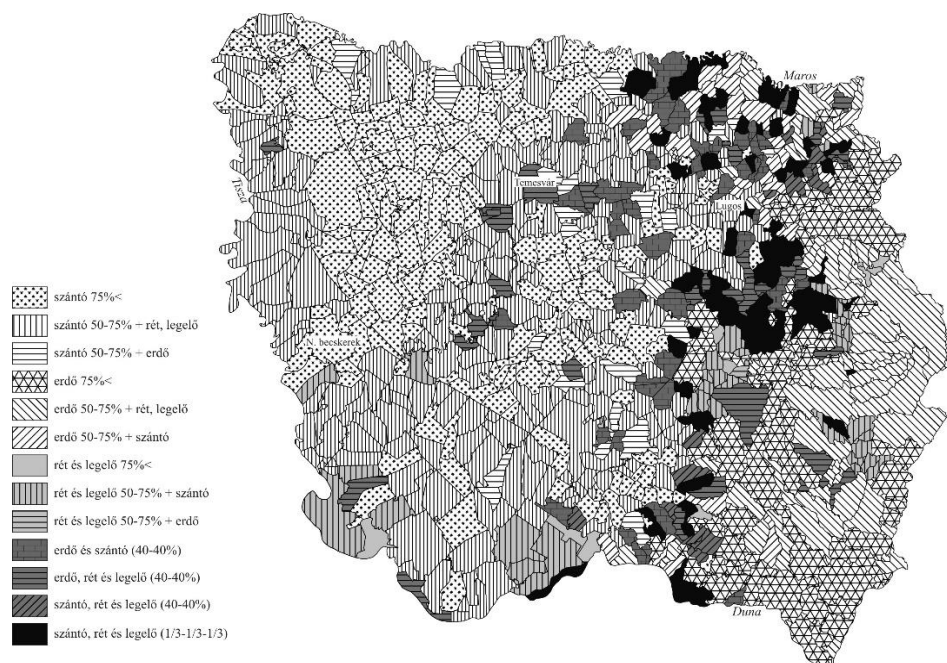 Maros
Tisza
Temesvár
Lugos
N. becskerek
Duna
szántó 75%<
szántó 50-75% + rét, legelő
szántó 50-75% + erdő
erdő 75%<
erdő 50-75% + rét, legelő
erdő 50-75% + szántó
rét és legelő 75%<
rét és legelő 50-75% + szántó
rét és legelő 50-75% + erdő
erdő és szántó (40-40%)
erdő, rét és legelő (40-40%)
szántó, rét és legelő (40-40%)
szántó, rét és legelő (1/3-1/3-1/3)